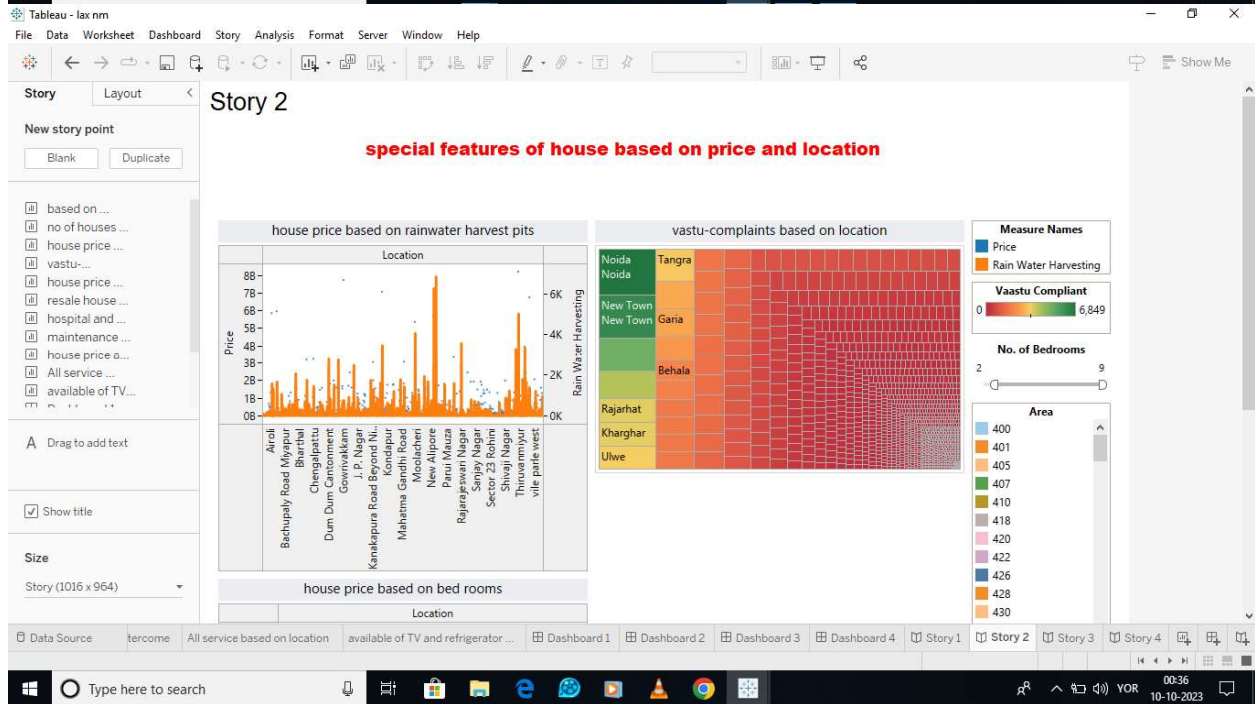 Tableau - lax nm
File Data Worksheet Dashboard Story Analysis Format Server Window Help
Show Me
Story Layout
New story point
Blank Duplicate
based on ...
no of houses ...
house price ...
vastu-...
house price ...
resale house ...
hospital and ...
maintenance ...
house price a...
All service ...
available of TV...
A Drag to add text
Show title
Size
Story (1016 x 964)
Story 2
special features of house based on price and location
house price based on rainwater harvest pits
Location
Price
8B
7B
6B
5B
4B
3B
2B
1B
0B
6K
4K
2K
0K
Rain Water Harvesting
Airoli
Bachupaly Road Miyapur
Bharthal
Chengalpattu
Dum Dum Cantonment
Gowrivakkam
J. P. Nagar
Kanakapura Road Beyond Ni...
Kondapur
Mahatma Gandhi Road
Moolacheri
New Alipore
Parui Mauza
Rajarajeswari Nagar
Sanjay Nagar
Sector 23 Rohini
Shivaji Nagar
Thiruvanmiyur
vile parle west
house price based on bed rooms
Location
vastu-complaints based on location
Noida
Noida
New Town
New Town
Rajarhat
Kharghar
Ulwe
Tangra
Garia
Behala
Measure Names
Price
Rain Water Harvesting
Vaastu Compliant
0 6,849
No. of Bedrooms
2 9
Area
400
401
405
407
410
418
420
422
426
428
430
Data Source tercome All service based on location available of TV and refrigerator ... Dashboard 1 Dashboard 2 Dashboard 3 Dashboard 4 Story 1 Story 2 Story 3 Story 4
Type here to search
YOR
00:36
10-10-2023